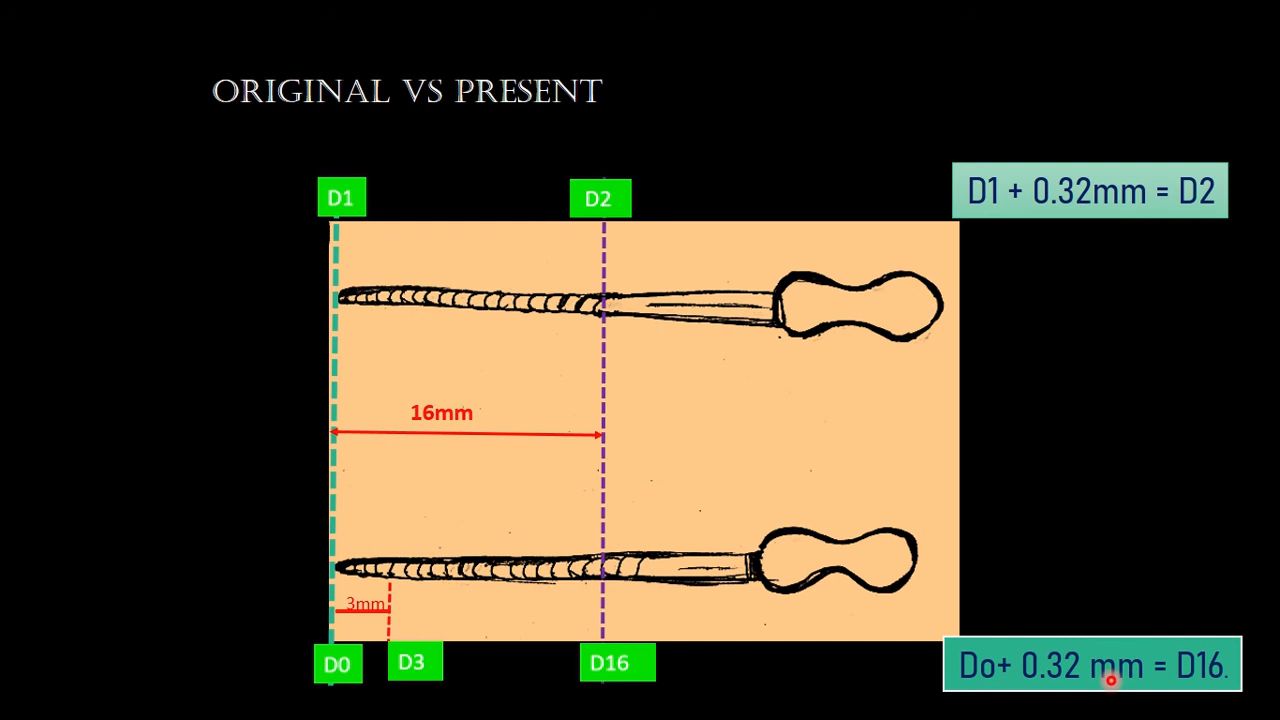 ORIGINAL VS PRESENT
D1
D2
D1 + 0.32mm = D2
16mm
3mm
D0
D3
D16
Do+ 0.32 mm = D16.